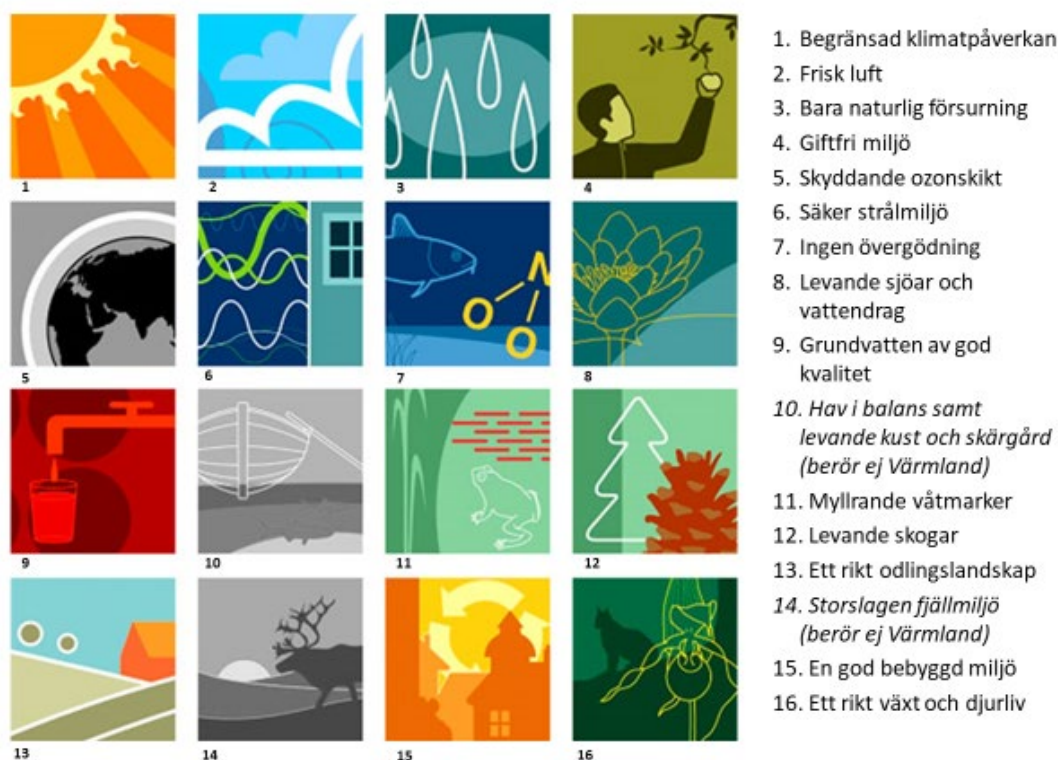 1
2
3
4
5
6
N
O
O
7
8
9
10
11
12
13
14
15
16
1. Begränsad klimatpåverkan
2. Frisk luft
3. Bara naturlig försurning
4. Giftfri miljö
5. Skyddande ozonskikt
6. Säker strålmiljö
7. Ingen övergödning
8. Levande sjöar och
vattendrag
9. Grundvatten av god
kvalitet
10. Hav i balans samt
levande kust och skärgård
(berör ej Värmland)
11. Myllrande våtmarker
12. Levande skogar
13. Ett rikt odlingslandskap
14. Storslagen fjällmiljö
(berör ej Värmland)
15. En god bebyggd miljö
16. Ett rikt växt och djurliv